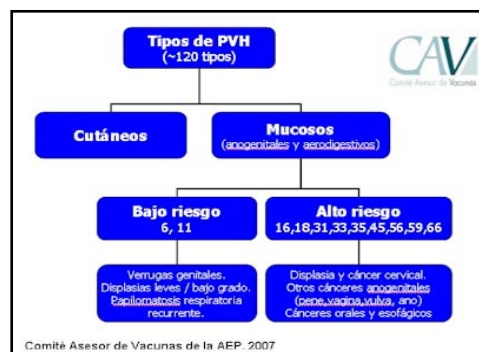 Tipos de PVH
(~120 tipos)
CAV
Comité Asesor de Vacunas
Cutáneos
Mucosos
(anogenitales y aerodigestivos)
Bajo riesgo
6, 11
Alto riesgo
16,18,31,33,35,45,56,59,66
Verrugas genitales.
Displasias leves / bajo grado.
Papilomatosis respiratoria
recurrente.
Displasia y cáncer cervical.
Otros cánceres anogenitales
(pene,vagina,vulva, ano)
Cánceres orales y esofágicos
Comité Asesor de Vacunas de la AEP. 2007